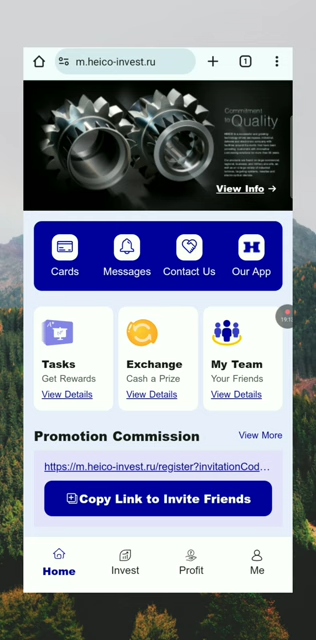 m.heico-invest.ru
1
Commitment
to Quality
View Info →
Cards
Messages
Contact Us
Our App
Tasks
Get Rewards
View Details
Exchange
Cash a Prize
View Details
My Team
Your Friends
View Details
Promotion Commission
View More
https://m.heico-invest.ru/register?invitationCod...
Copy Link to Invite Friends
Home
Invest
Profit
Me